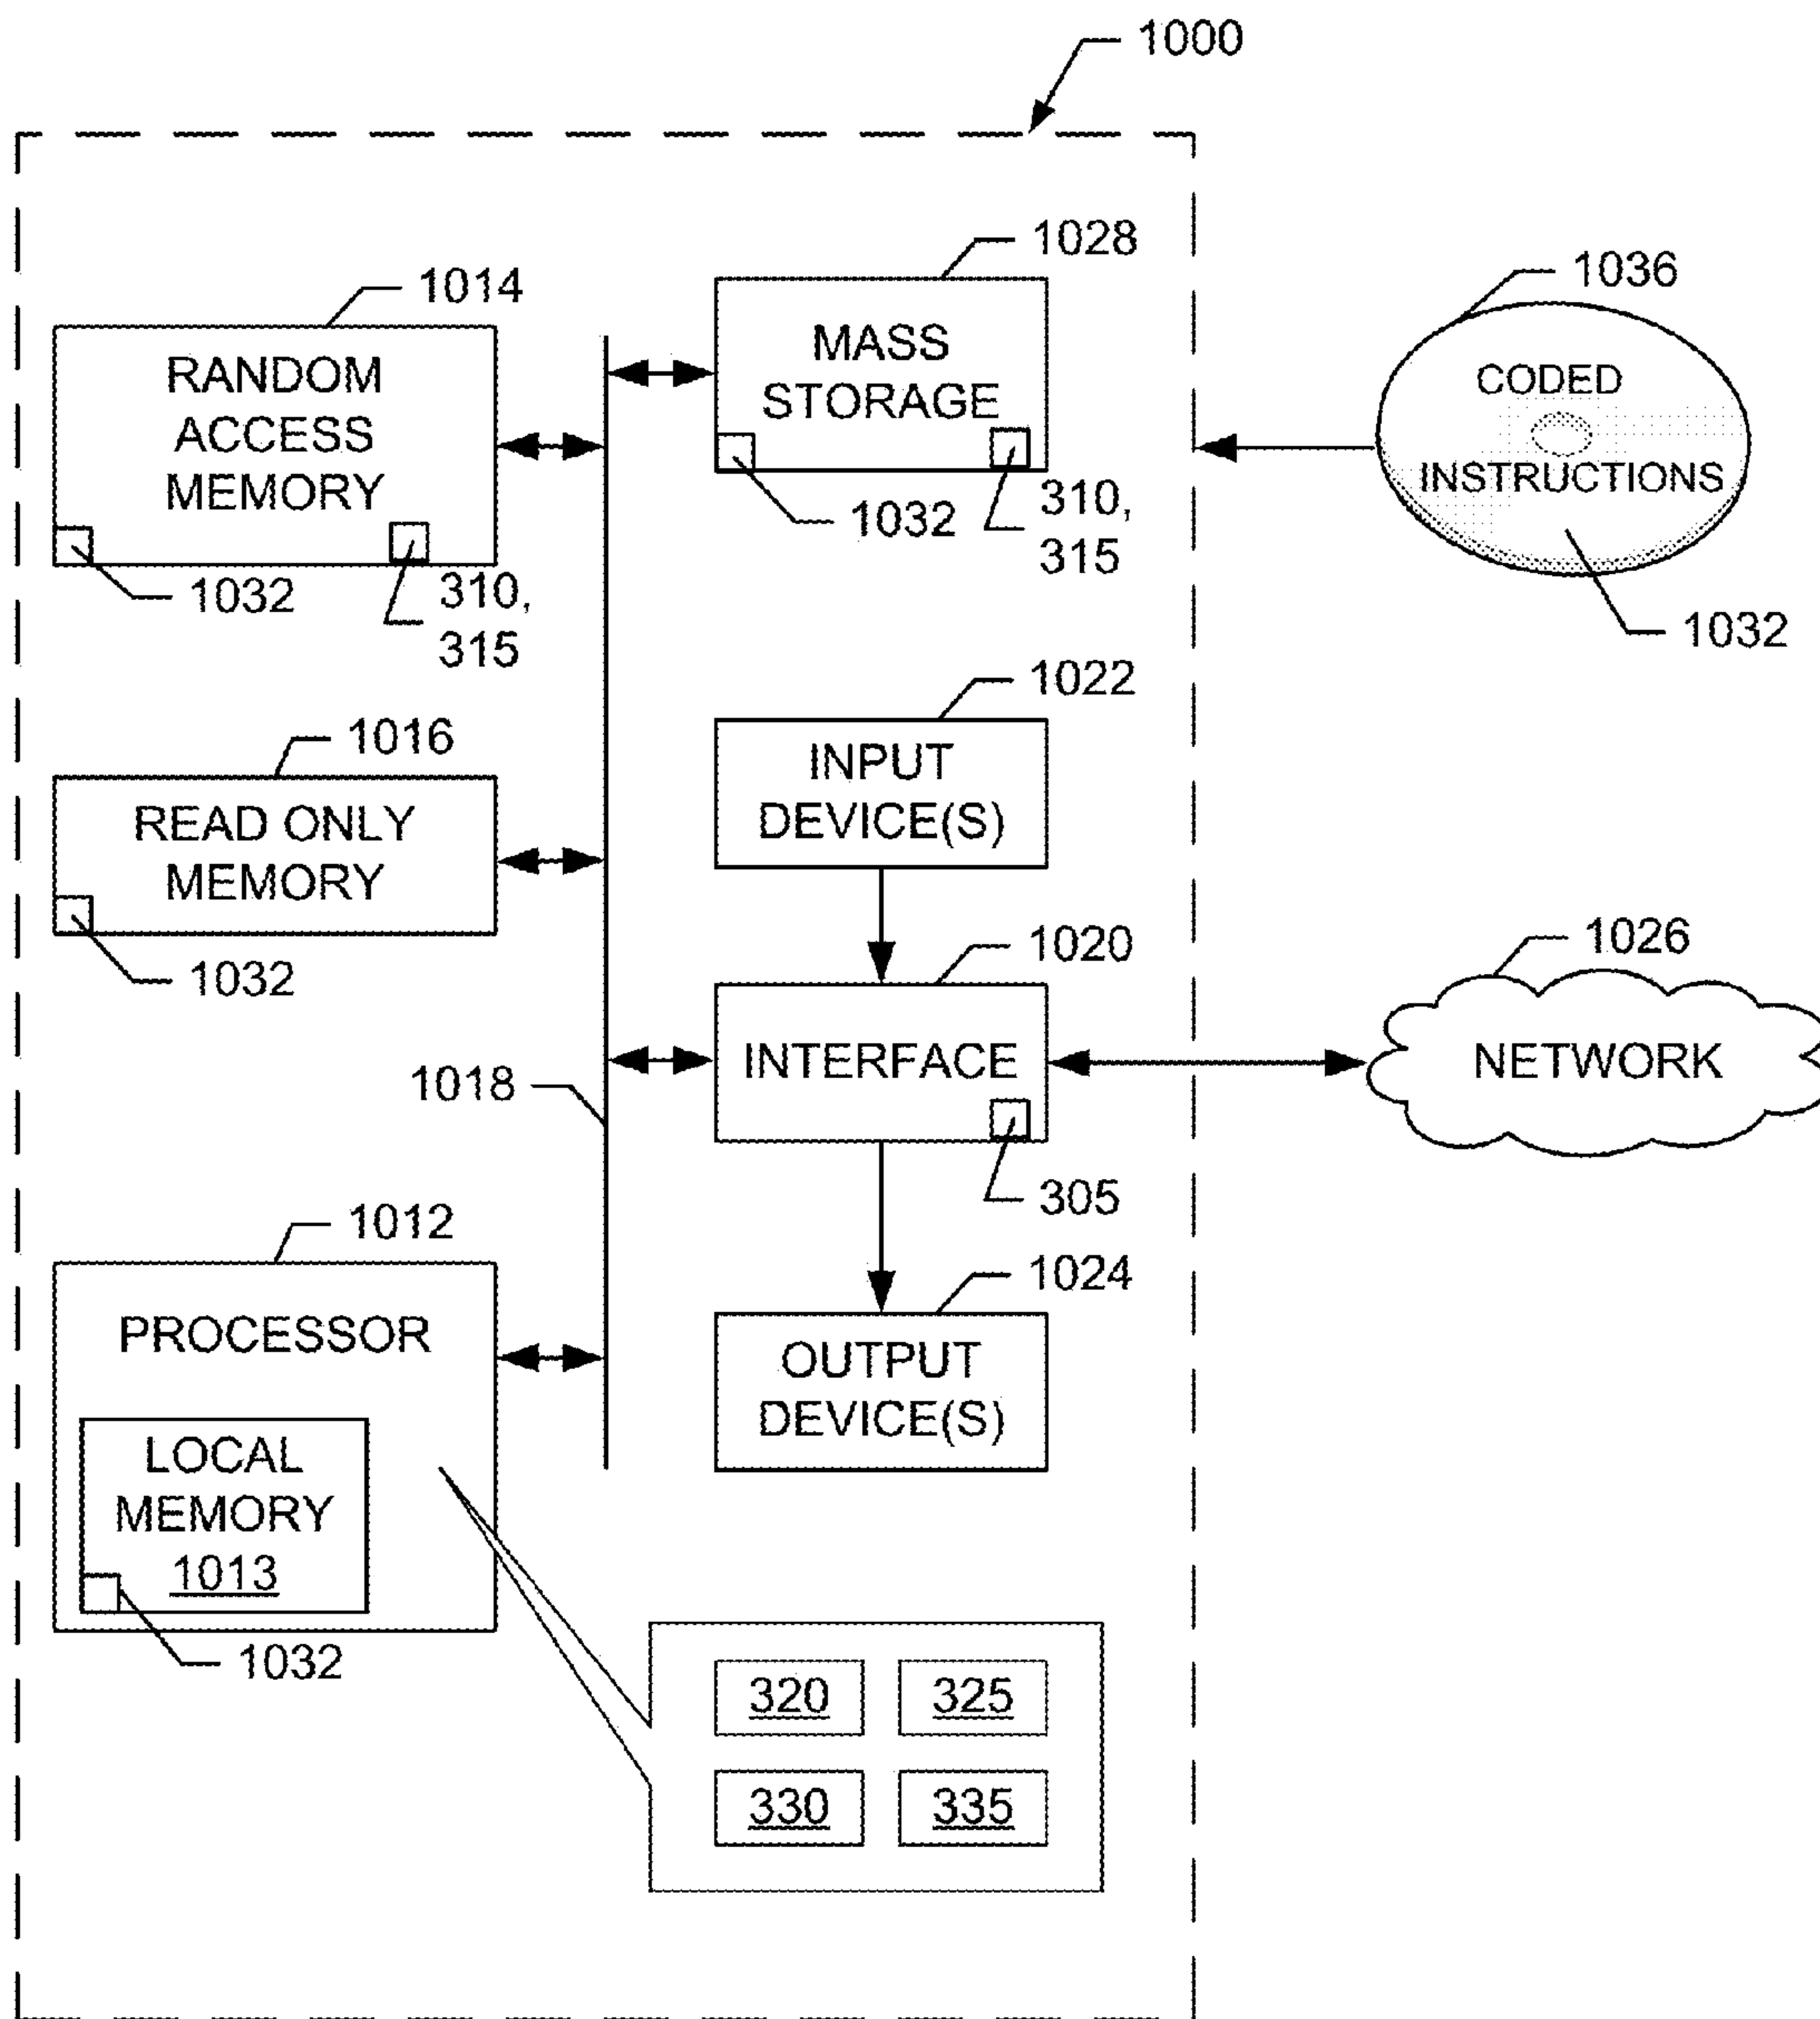 1000
1028
1014
1036
MASS
STORAGE
RANDOM
ACCESS
MEMORY
CODED
INSTRUCTIONS
1032
310,
315
1032
310,
315
1032
1022
1016
INPUT
DEVICE(S)
READ ONLY
MEMORY
1032
1020
1026
INTERFACE
NETWORK
1018
305
1012
1024
PROCESSOR
OUTPUT
DEVICE(S)
LOCAL
MEMORY
1013
1032
320
325
330
335